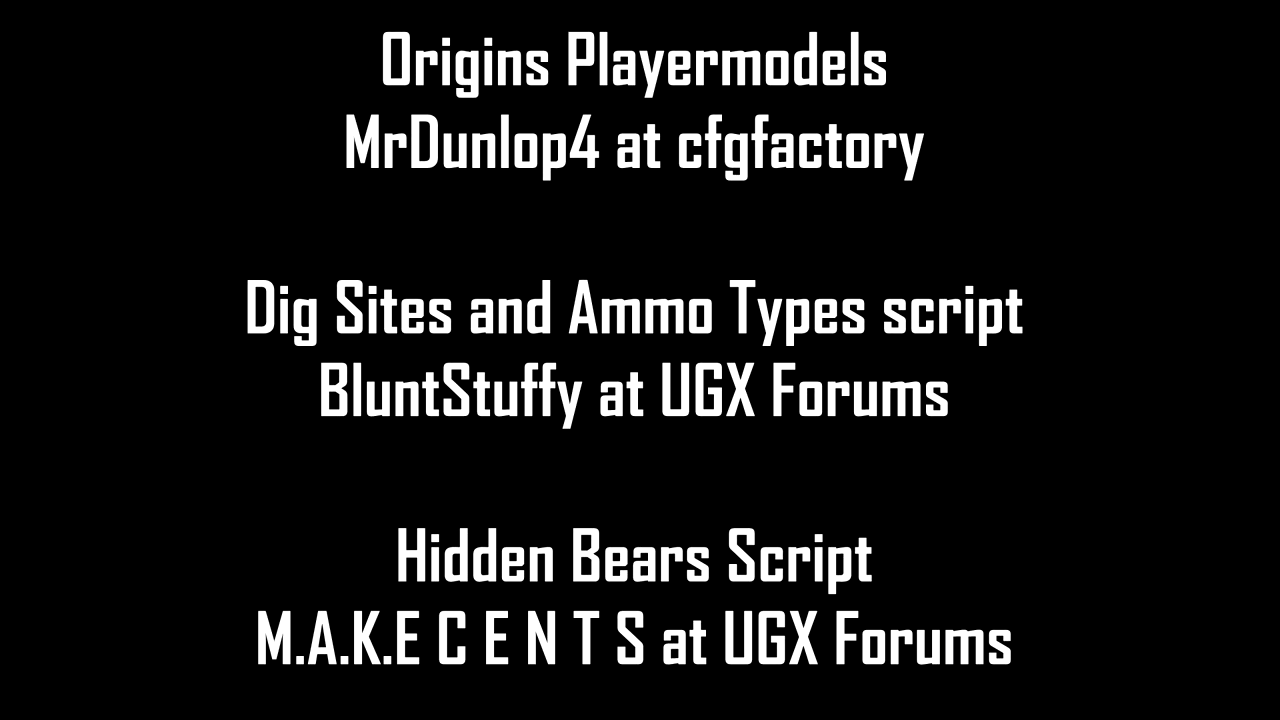 Origins Playermodels
MrDunlop4 at cfgfactory
Dig Sites and Ammo Types script
BluntStuffy at UGX Forums
Hidden Bears Script
M.A.K.E C E N T S at UGX Forums